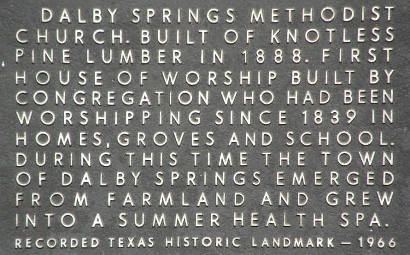 DALBY SPRINGS METHODIST
CHURCH. BUILT OF KNOTLESS
PINE LUMBER IN 1888. FIRST
HOUSE OF WORSHIP BUILT BY
CONGREGATION WHO HAD BEEN
WORSHIPPING SINCE 1839 IN
HOMES, GROVES AND SCHOOL.
DURING THIS TIME THE TOWN
OF DALBY SPRINGS EMERGED
FROM FARMLAND AND GREW
INTO A SUMMER HEALTH SPA.
RECORDED TEXAS HISTORIC LANDMARK – 1966